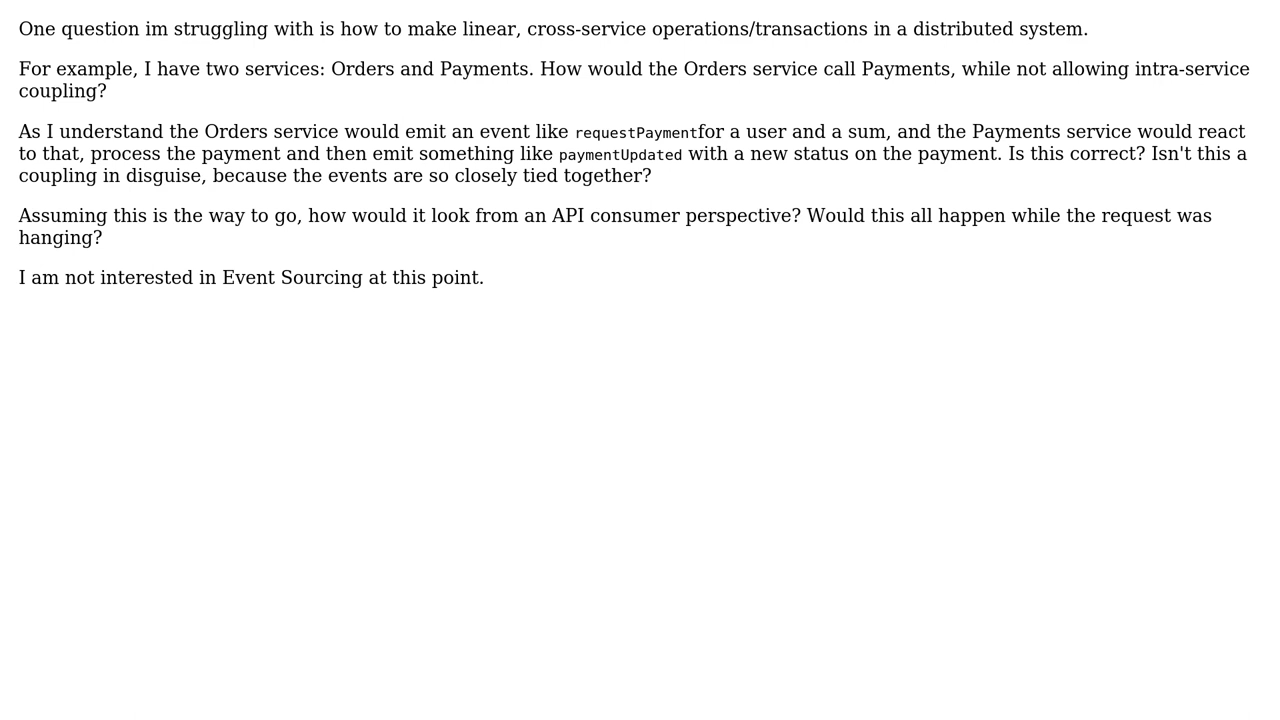 One question im struggling with is how to make linear, cross-service operations/transactions in a distributed system.
For example, I have two services: Orders and Payments. How would the Orders service call Payments, while not allowing intra-service
coupling?
As I understand the Orders service would emit an event like requestPaymentfor a user and a sum, and the Payments service would react
to that, process the payment and then emit something like paymentUpdated with a new status on the payment. Is this correct? Isn't this a
coupling in disguise, because the events are so closely tied together?
Assuming this is the way to go, how would it look from an API consumer perspective? Would this all happen while the request was
hanging?
I am not interested in Event Sourcing at this point.